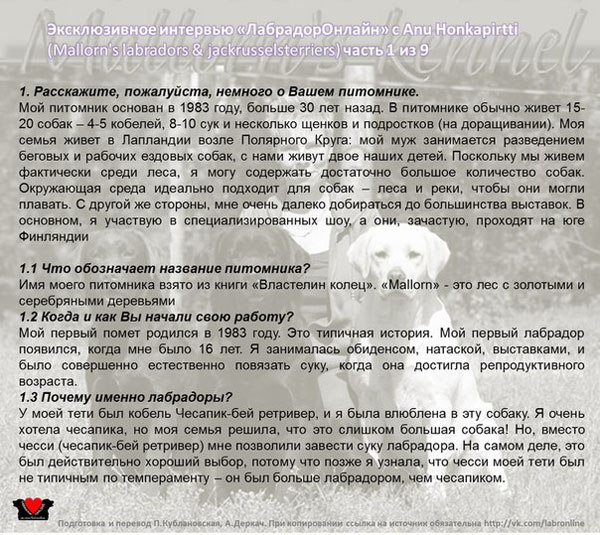 Эксклюзивное интервью «ЛабрадорОнлайн» с Anu Honkapirtti
(Mallorn's labradors & jackrusselsterriers) часть 1 из 9
1. Расскажите, пожалуйста, немного о Вашем питомнике.
Мой питомник основан в 1983 году, больше 30 лет назад. В питомнике обычно живет 15-
20 собак – 4-5 кобелей, 8-10 сук и несколько щенков и подростков (на доращивании). Моя
семья живет в Лапландии возле Полярного Круга: мой муж занимается разведением
беговых и рабочих ездовых собак, с нами живут двое наших детей. Поскольку мы живем
фактически среди леса, я могу содержать достаточно большое количество собак.
Окружающая среда идеально подходит для собак – леса и реки, чтобы они могли
плавать. С другой же стороны, мне очень далеко добираться до большинства выставок. В
основном, я участвую в специализированных шоу, а они, зачастую, проходят на юге
Финляндии
1.1 Что обозначает название питомника?
Имя моего питомника взято из книги «Властелин колец». «Mallorn» - это лес с золотыми и
серебряными деревьями
1.2 Когда и как Вы начали свою работу?
Мой первый помет родился в 1983 году. Это типичная история. Мой первый лабрадор
появился, когда мне было 16 лет. Я занималась обиденсом, натаской, выставками, и
было совершенно естественно повязать суку, когда она достигла репродуктивного
возраста.
1.3 Почему именно лабрадоры?
У моей тети был кобель Чесапик-бей ретривер, и я была влюблена в эту собаку. Я очень
хотела чесапика, но моя семья решила, что это слишком большая собака! Но, вместо
чесси (чесапик-бей ретривер) мне позволили завести суку лабрадора. На самом деле, это
был действительно хороший выбор, потому что позже я узнала, что чесси моей тети был
не типичным по темпераменту – он был больше лабрадором, чем чесапиком.
Подготовка и перевод П.Кублановская, А.Деркач. При копировании ссылка на источник обязательна http://vk.com/labronline